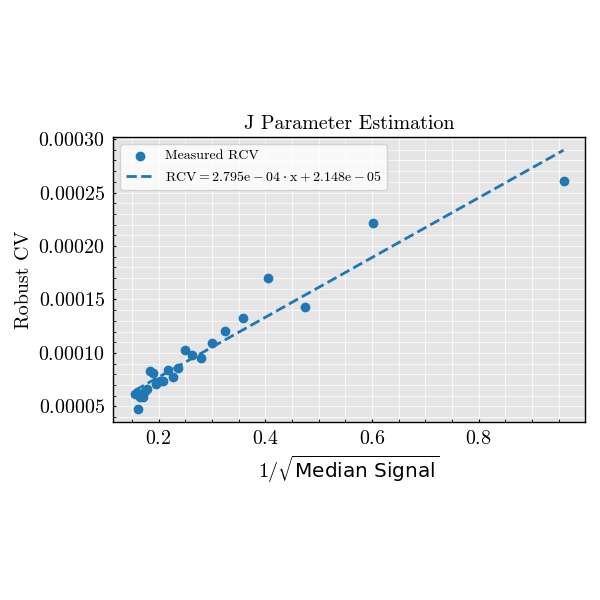 J Parameter Estimation
Measured RCV
RCV = 2.795e − 04 · x + 2.148e − 05
Robust CV
0.00030
0.00025
0.00020
0.00015
0.00010
0.00005
0.2 0.4 0.6 0.8
1/√Median Signal